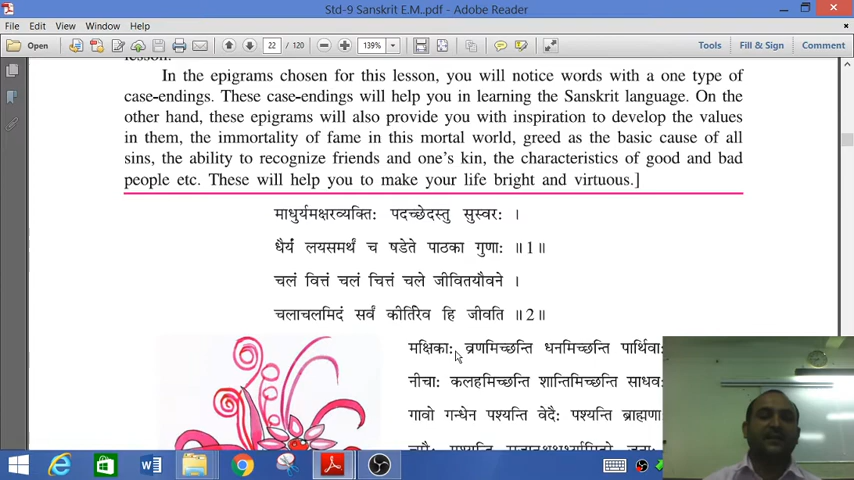 Std-9 Sanskrit E.M..pdf - Adobe Reader
File Edit View Window Help
Open 22 / 120 139% Tools Fill & Sign Comment
lesson.
In the epigrams chosen for this lesson, you will notice words with a one type of
case-endings. These case-endings will help you in learning the Sanskrit language. On the
other hand, these epigrams will also provide you with inspiration to develop the values
in them, the immortality of fame in this mortal world, greed as the basic cause of all
sins, the ability to recognize friends and one's kin, the characteristics of good and bad
people etc. These will help you to make your life bright and virtuous.]
माधुर्यमक्षरव्यक्तिः पदच्छेदस्तु सुस्वरः ।
धैर्यं लयसमर्थं च षडेते पाठका गुणाः ॥1॥
चलं वित्तं चलं चित्तं चले जीवितयौवने ।
चलाचलमिदं सर्वं कीर्तिरेव हि जीवति ॥2॥
मक्षिकाः व्रणमिच्छन्ति धनमिच्छन्ति पार्थिवाः
नीचाः कलहमिच्छन्ति शान्तिमिच्छन्ति साधवः
गावो गन्धेन पश्यन्ति वेदैः पश्यन्ति ब्राह्मणा